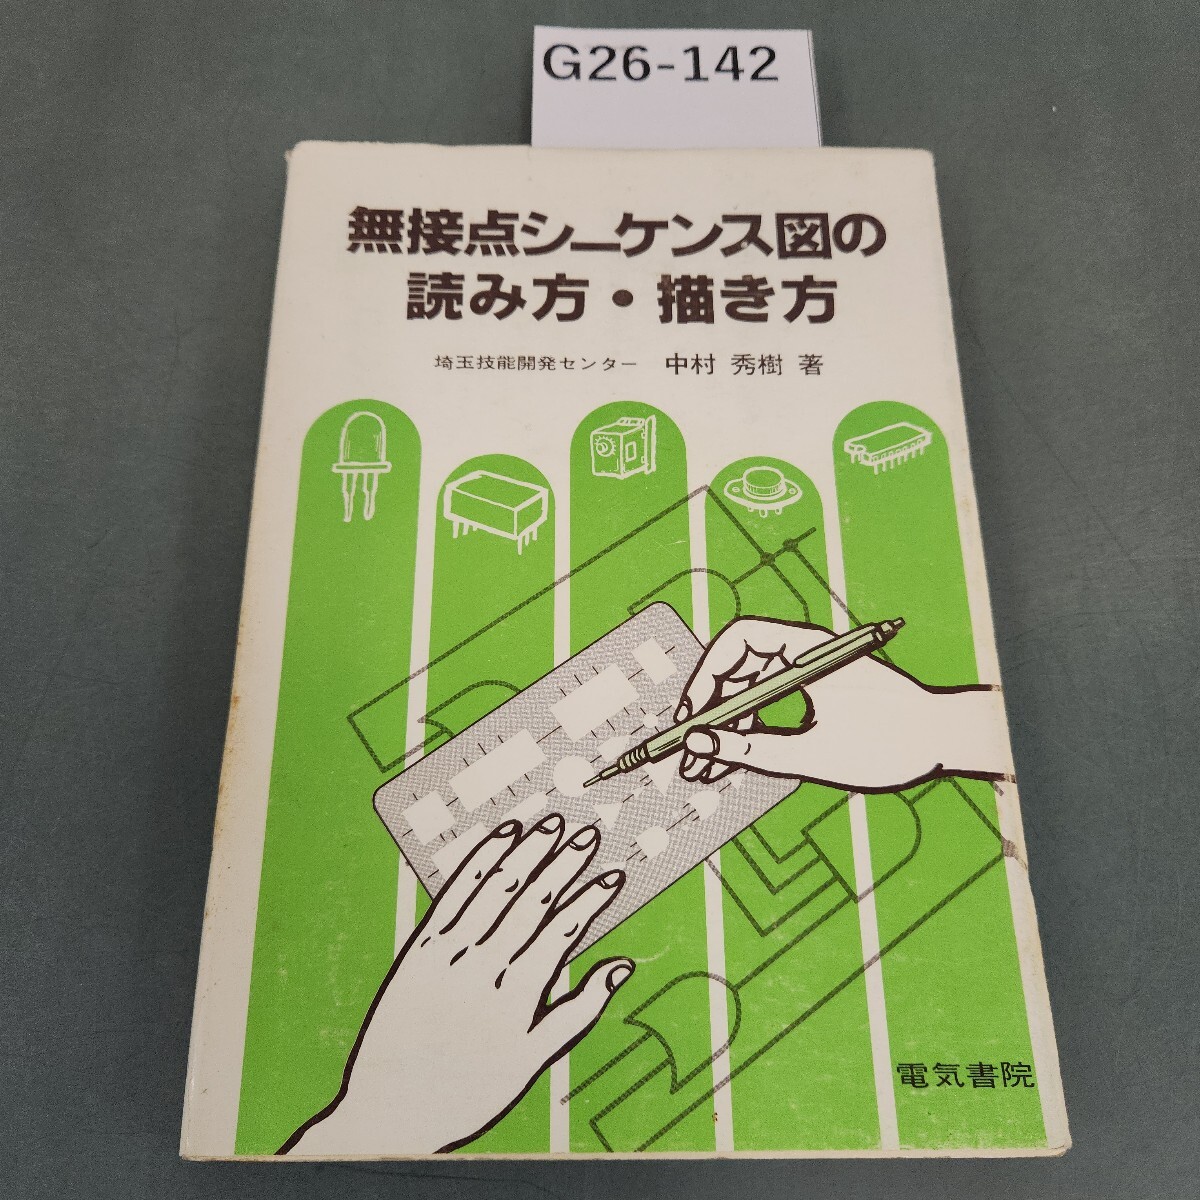 G26-142
無接点シーケンス図の
読み方・描き方
埼玉技能開発センター 中村 秀樹 著
電気書院